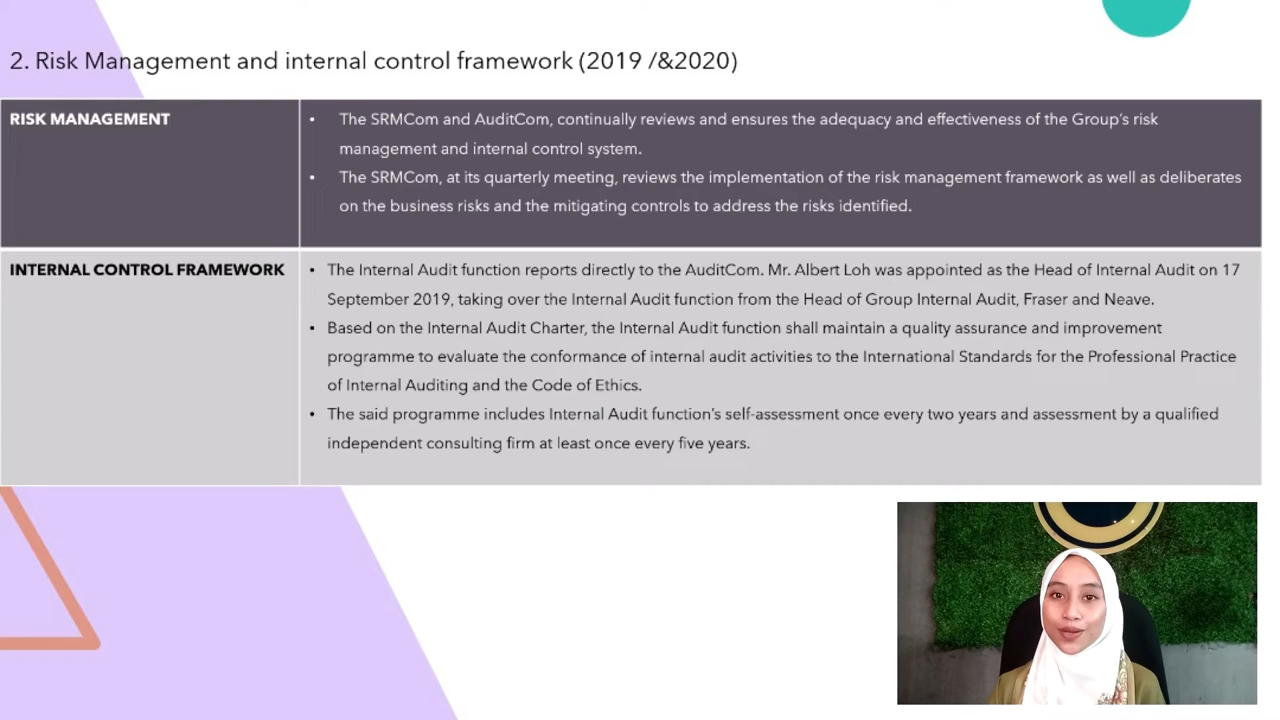 2. Risk Management and internal control framework (2019 /&2020)
RISK MANAGEMENT
• The SRMCom and AuditCom, continually reviews and ensures the adequacy and effectiveness of the Group's risk
management and internal control system.
• The SRMCom, at its quarterly meeting, reviews the implementation of the risk management framework as well as deliberates
on the business risks and the mitigating controls to address the risks identified.
INTERNAL CONTROL FRAMEWORK
• The Internal Audit function reports directly to the AuditCom. Mr. Albert Loh was appointed as the Head of Internal Audit on 17
September 2019, taking over the Internal Audit function from the Head of Group Internal Audit, Fraser and Neave.
• Based on the Internal Audit Charter, the Internal Audit function shall maintain a quality assurance and improvement
programme to evaluate the conformance of internal audit activities to the International Standards for the Professional Practice
of Internal Auditing and the Code of Ethics.
• The said programme includes Internal Audit function's self-assessment once every two years and assessment by a qualified
independent consulting firm at least once every five years.